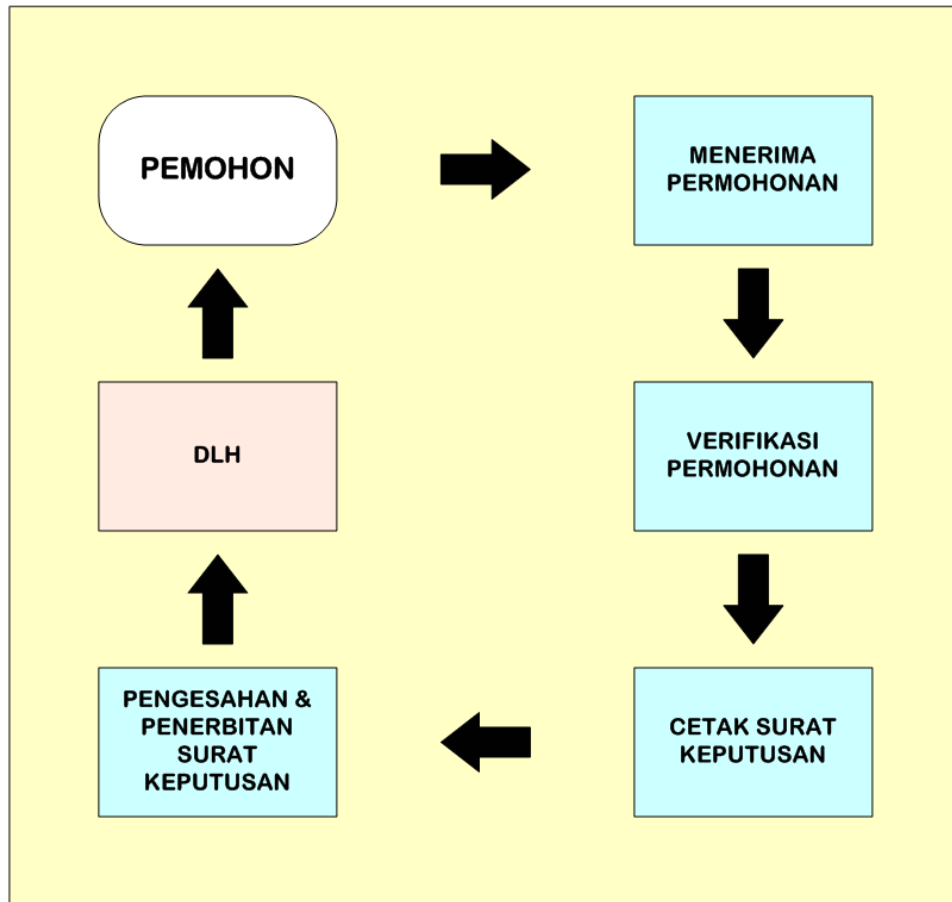 PEMOHON
MENERIMA
PERMOHONAN
VERIFIKASI
PERMOHONAN
CETAK SURAT
KEPUTUSAN
PENGESAHAN &
PENERBITAN
SURAT
KEPUTUSAN
DLH